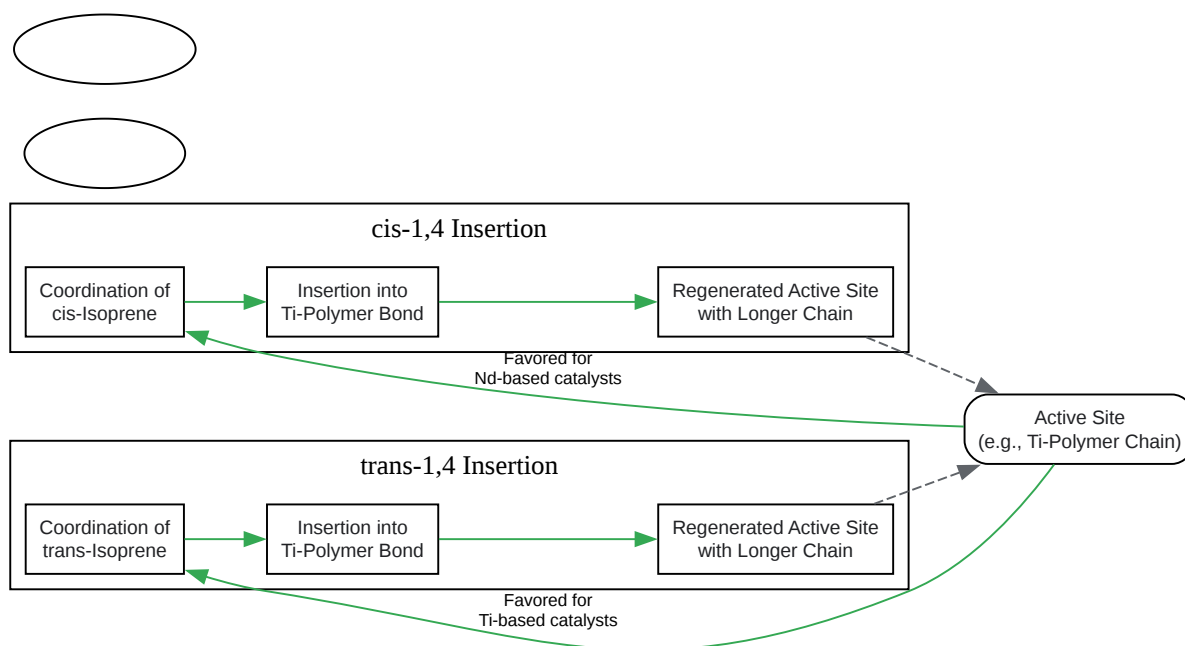 cis-1,4 Insertion
Coordination of
cis-Isoprene
Insertion into
Ti-Polymer Bond
Regenerated Active Site
with Longer Chain
Favored for
Nd-based catalysts
Active Site
(e.g., Ti-Polymer Chain)
trans-1,4 Insertion
Coordination of
trans-Isoprene
Insertion into
Ti-Polymer Bond
Regenerated Active Site
with Longer Chain
Favored for
Ti-based catalysts